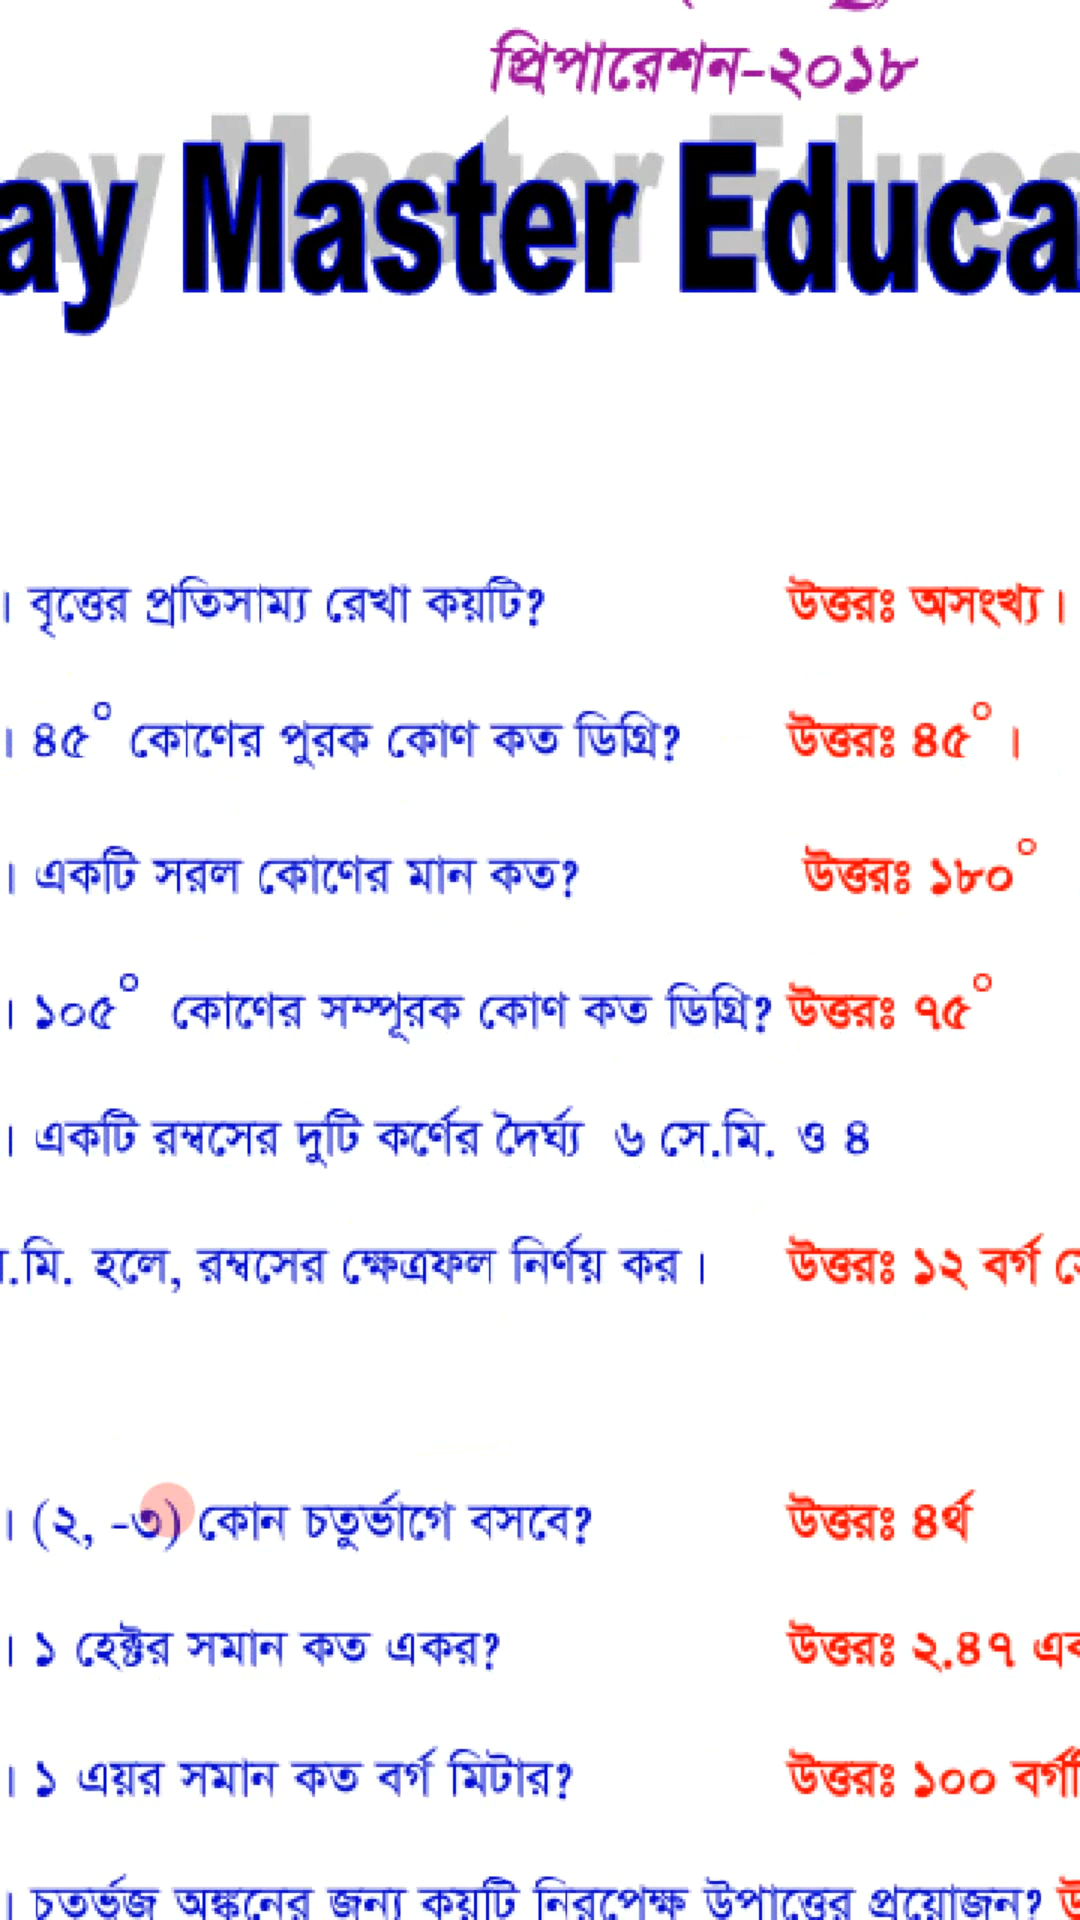 প্রিপারেশন-২০১৮
ay Master Educa
। বৃত্তের প্রতিসাম্য রেখা কয়টি? উত্তরঃ অসংখ্য।
। ৪৫° কোণের পুরক কোণ কত ডিগ্রি? উত্তরঃ ৪৫°।
। একটি সরল কোণের মান কত? উত্তরঃ ১৮০°
। ১০৫° কোণের সম্পূরক কোণ কত ডিগ্রি? উত্তরঃ ৭৫°
। একটি রম্বসের দুটি কর্ণের দৈর্ঘ্য ৬ সে.মি. ও ৪
.মি. হলে, রম্বসের ক্ষেত্রফল নির্ণয় কর। উত্তরঃ ১২ বর্গ
। (২, -৩) কোন চতুর্ভাগে বসবে? উত্তরঃ ৪র্থ
। ১ হেক্টর সমান কত একর? উত্তরঃ ২.৪৭
। ১ এয়র সমান কত বর্গ মিটার? উত্তরঃ ১০০
। চতুর্ভুজ অঙ্কনের জন্য কয়টি নিরপেক্ষ উপাত্তের প্রয়োজন?